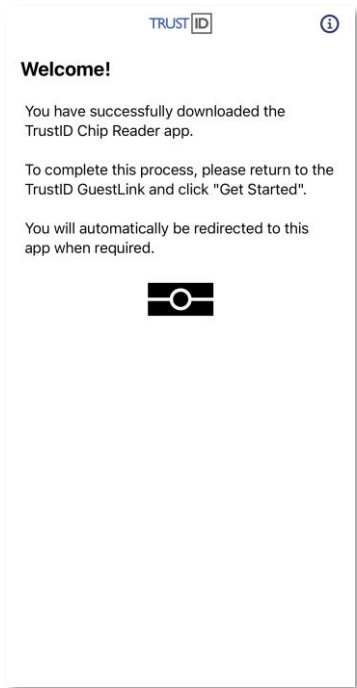 TRUST ID
Welcome!
You have successfully downloaded the
TrustID Chip Reader app.
To complete this process, please return to the
TrustID GuestLink and click "Get Started".
You will automatically be redirected to this
app when required.